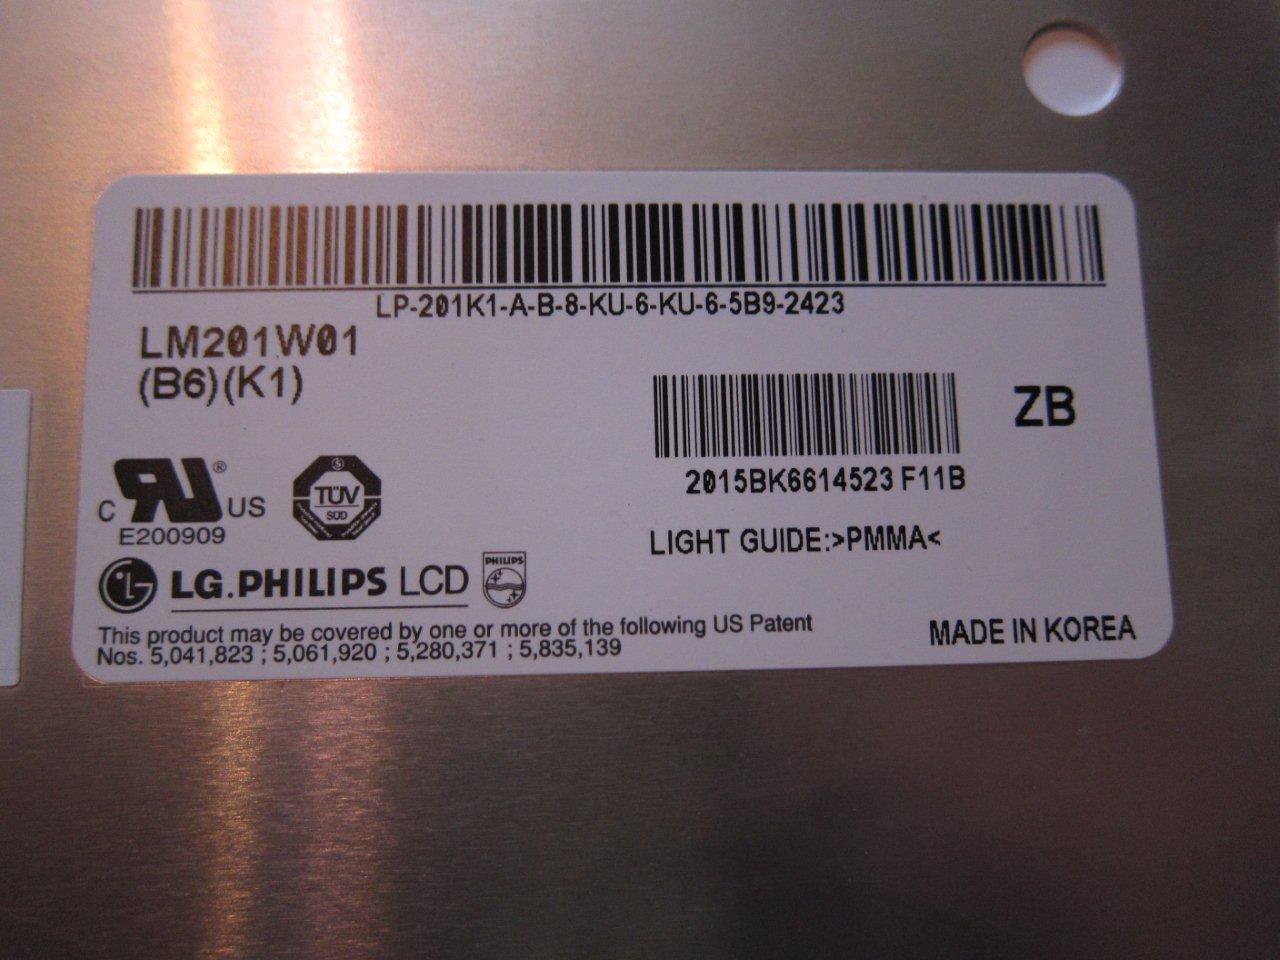 LP-201K1-A-B-8-KU-6-KU-6-5B9-2423
LM201W01
(B6)(K1)
ZB
2015BK6614523 F11B
C RU ® US
E200909
S
TÜV
SÜD
LIGHT GUIDE:>PMMA<
LG LG.PHILIPS LCD PHILIPS
This product may be covered by one or more of the following US Patent
Nos. 5,041,823 ; 5,061,920 ; 5,280,371 ; 5,835,139
MADE IN KOREA